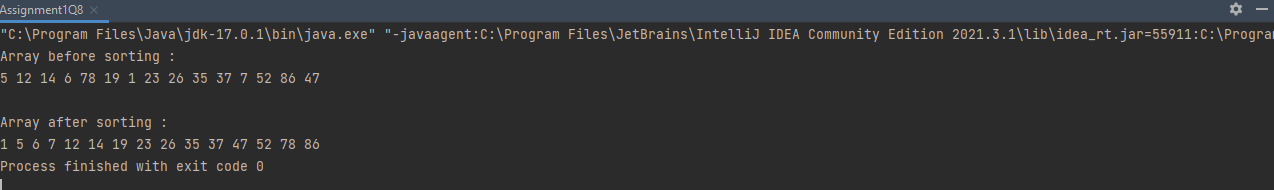 Assignment1Q8
"C:\Program Files\Java\jdk-17.0.1\bin\java.exe" "-javaagent:C:\Program Files\JetBrains\IntelliJ IDEA Community Edition 2021.3.1\lib\idea_rt.jar=55911:C:\Program
Array before sorting :
5 12 14 6 78 19 1 23 26 35 37 7 52 86 47
Array after sorting :
1 5 6 7 12 14 19 23 26 35 37 47 52 78 86
Process finished with exit code 0